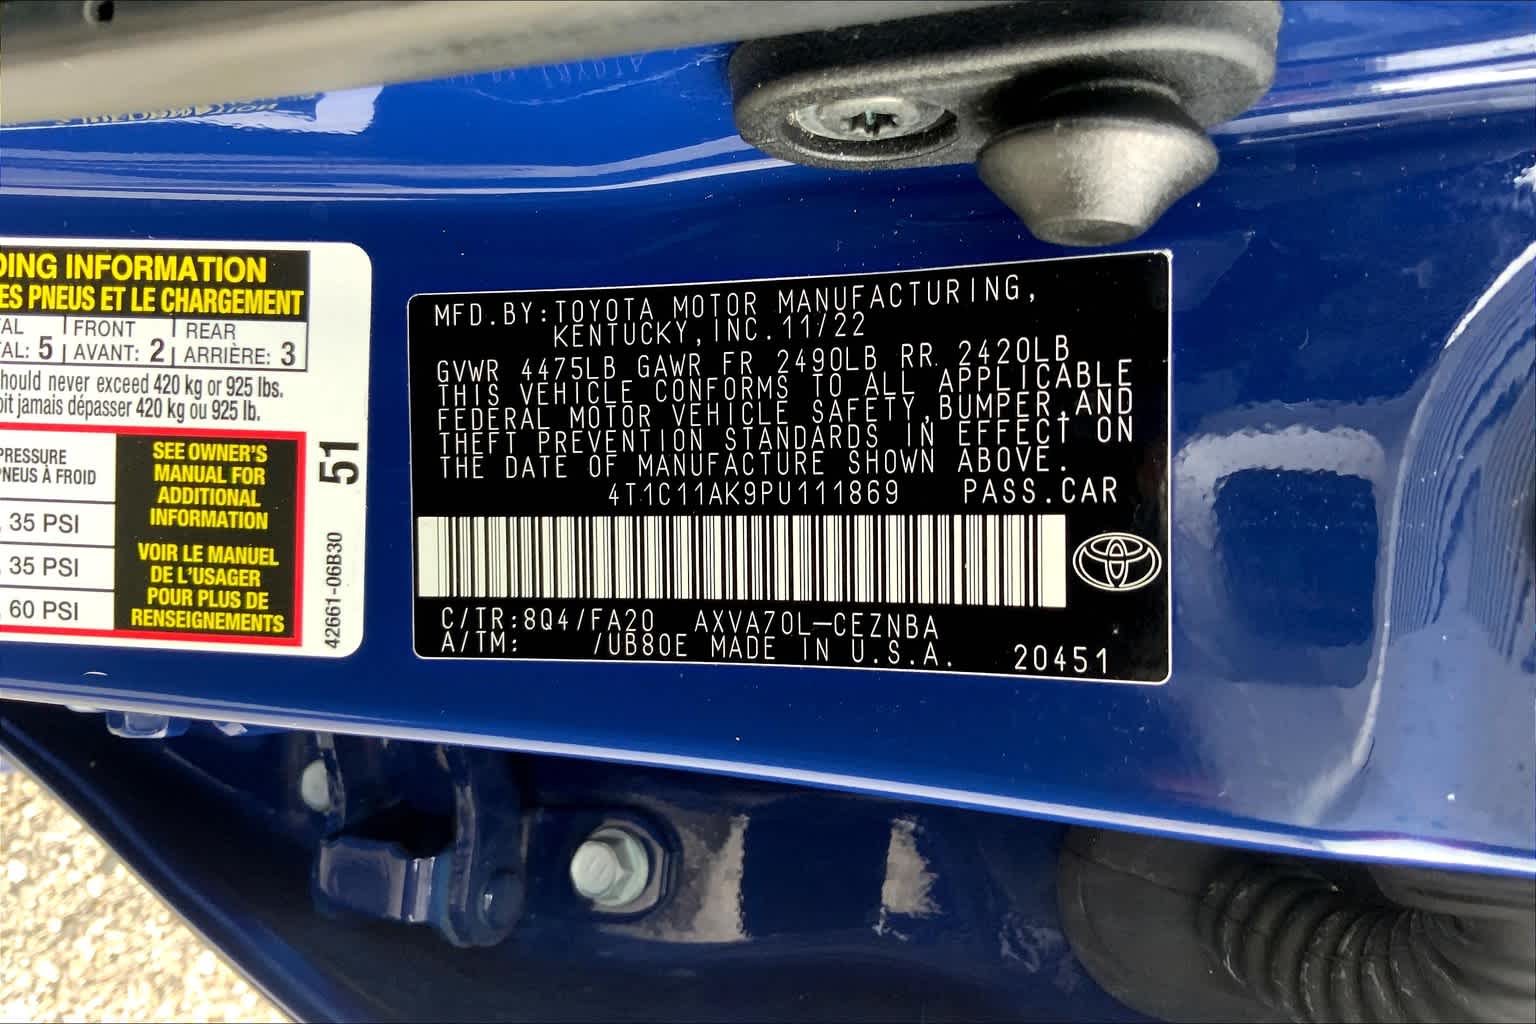 DING INFORMATION
ES PNEUS ET LE CHARGEMENT
AL FRONT REAR
AL: 5 AVANT: 2 ARRIÈRE: 3
hould never exceed 420 kg or 925 lbs.
oit jamais dépasser 420 kg ou 925 lb.
PRESSURE
PNEUS À FROID
, 35 PSI
, 35 PSI
, 60 PSI
SEE OWNER'S
MANUAL FOR
ADDITIONAL
INFORMATION
VOIR LE MANUEL
DE L'USAGER
POUR PLUS DE
RENSEIGNEMENTS
51
42661-06B30
MFD.BY:TOYOTA MOTOR MANUFACTURING,
KENTUCKY,INC.11/22
GVWR 4475LB GAWR FR 2490LB RR 2420LB
THIS VEHICLE CONFORMS TO ALL APPLICABLE
FEDERAL MOTOR VEHICLE SAFETY,BUMPER,AND
THEFT PREVENTION STANDARDS IN EFFECT ON
THE DATE OF MANUFACTURE SHOWN ABOVE.
4T1C11AK9PU111869 PASS.CAR
C/TR:8Q4/FA20 AXVA70L-CEZNBA
A/TM: /UB80E MADE IN U.S.A.
20451